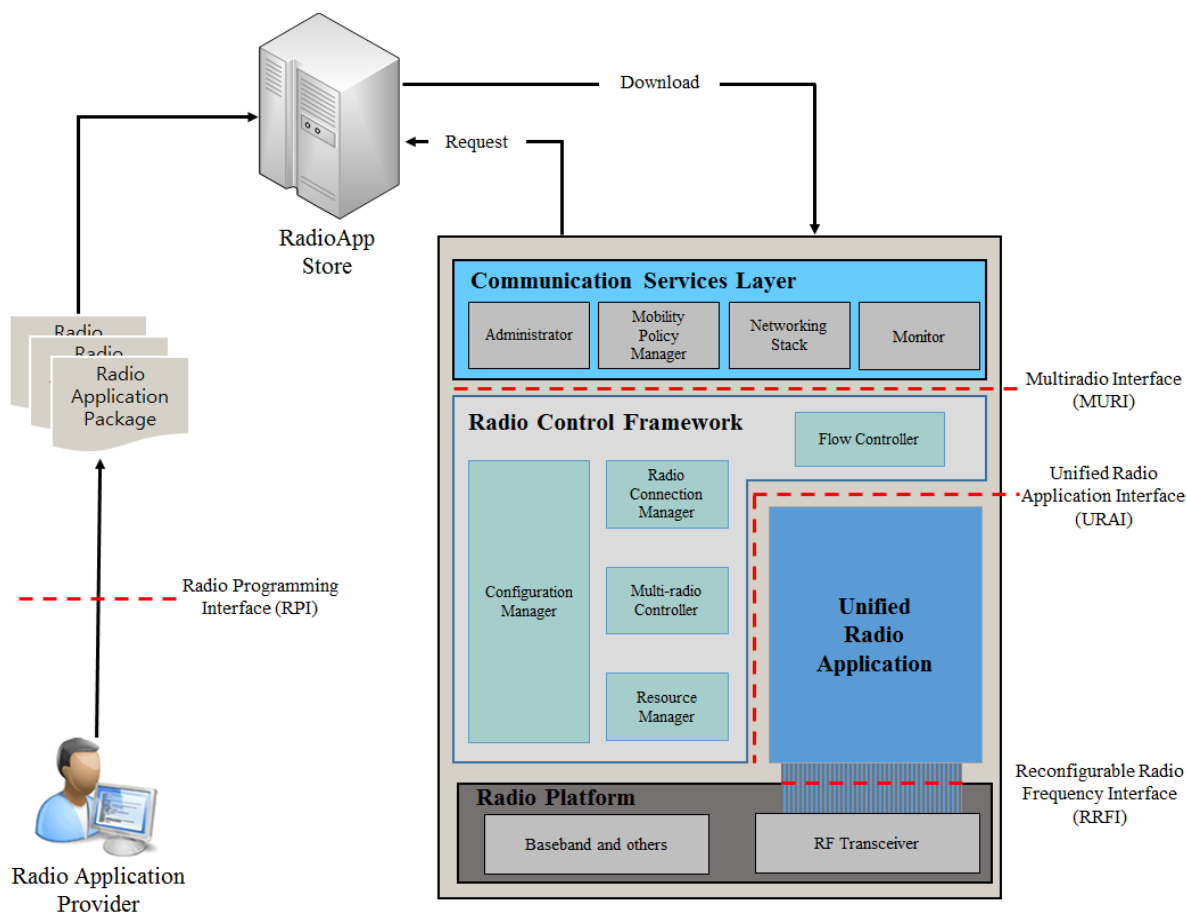 Download
Request
RadioApp
Store
Communication Services Layer
Administrator
Mobility
Policy
Manager
Networking
Stack
Monitor
Multiradio Interface
(MURI)
Radio Control Framework
Flow Controller
Radio
Radio
Radio
Application
Package
Configuration
Manager
Radio
Connection
Manager
Multi-radio
Controller
Resource
Manager
Unified Radio
Application Interface
(URAI)
Unified
Radio
Application
Radio Programming
Interface (RPI)
Reconfigurable Radio
Frequency Interface
(RRFI)
Radio Platform
Baseband and others
RF Transceiver
Radio Application
Provider